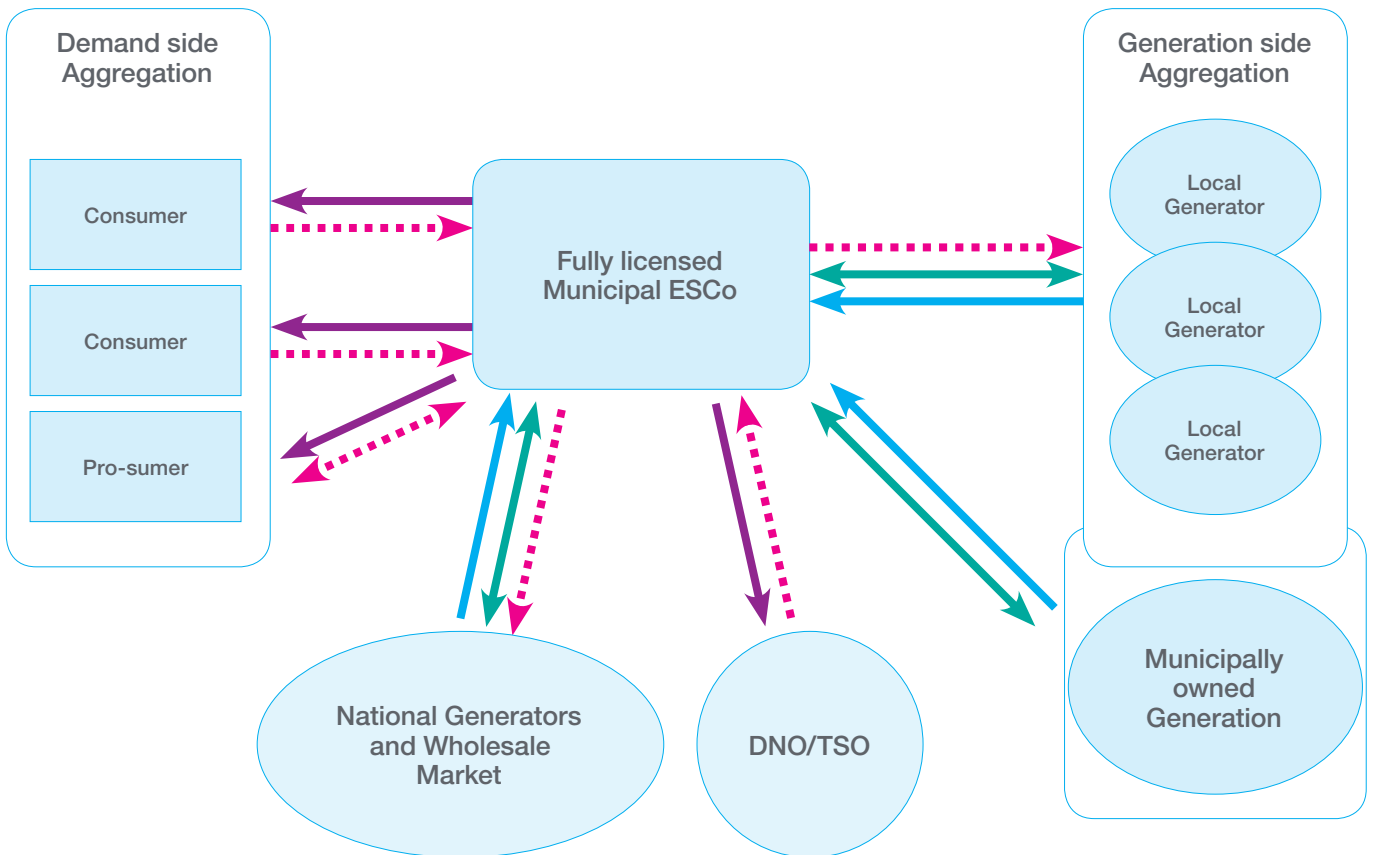 Demand side
Aggregation
Consumer
Consumer
Pro-sumer
Fully licensed
Municipal ESCo
Generation side
Aggregation
Local
Generator
Local
Generator
Local
Generator
Municipally
owned
Generation
National Generators
and Wholesale
Market
DNO/TSO